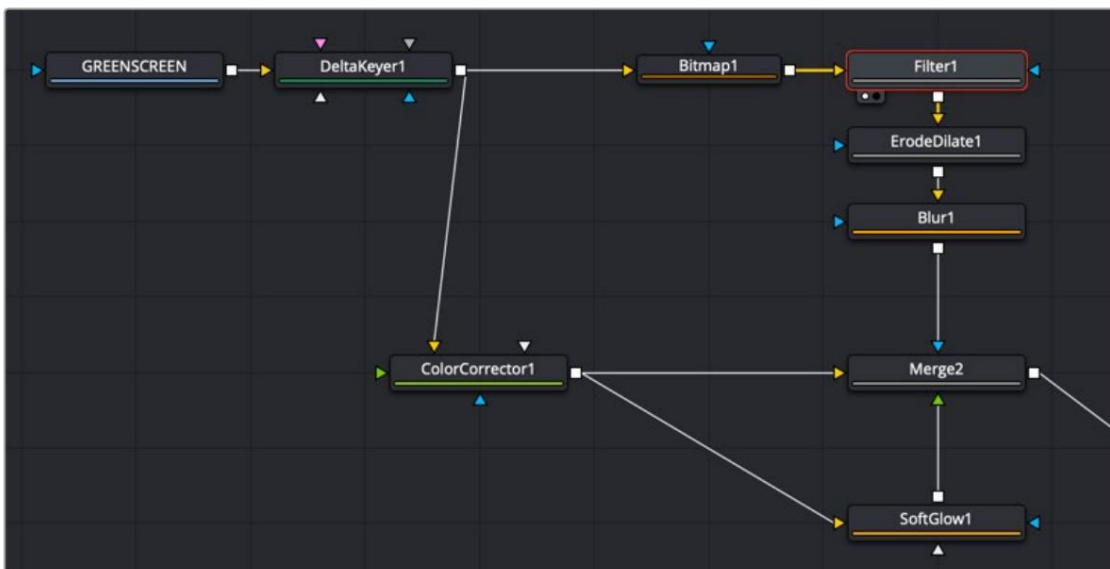 GREENSCREEN
DeltaKeyer1
Bitmap1
Filter1
ErodeDilate1
Blur1
ColorCorrector1
Merge2
SoftGlow1